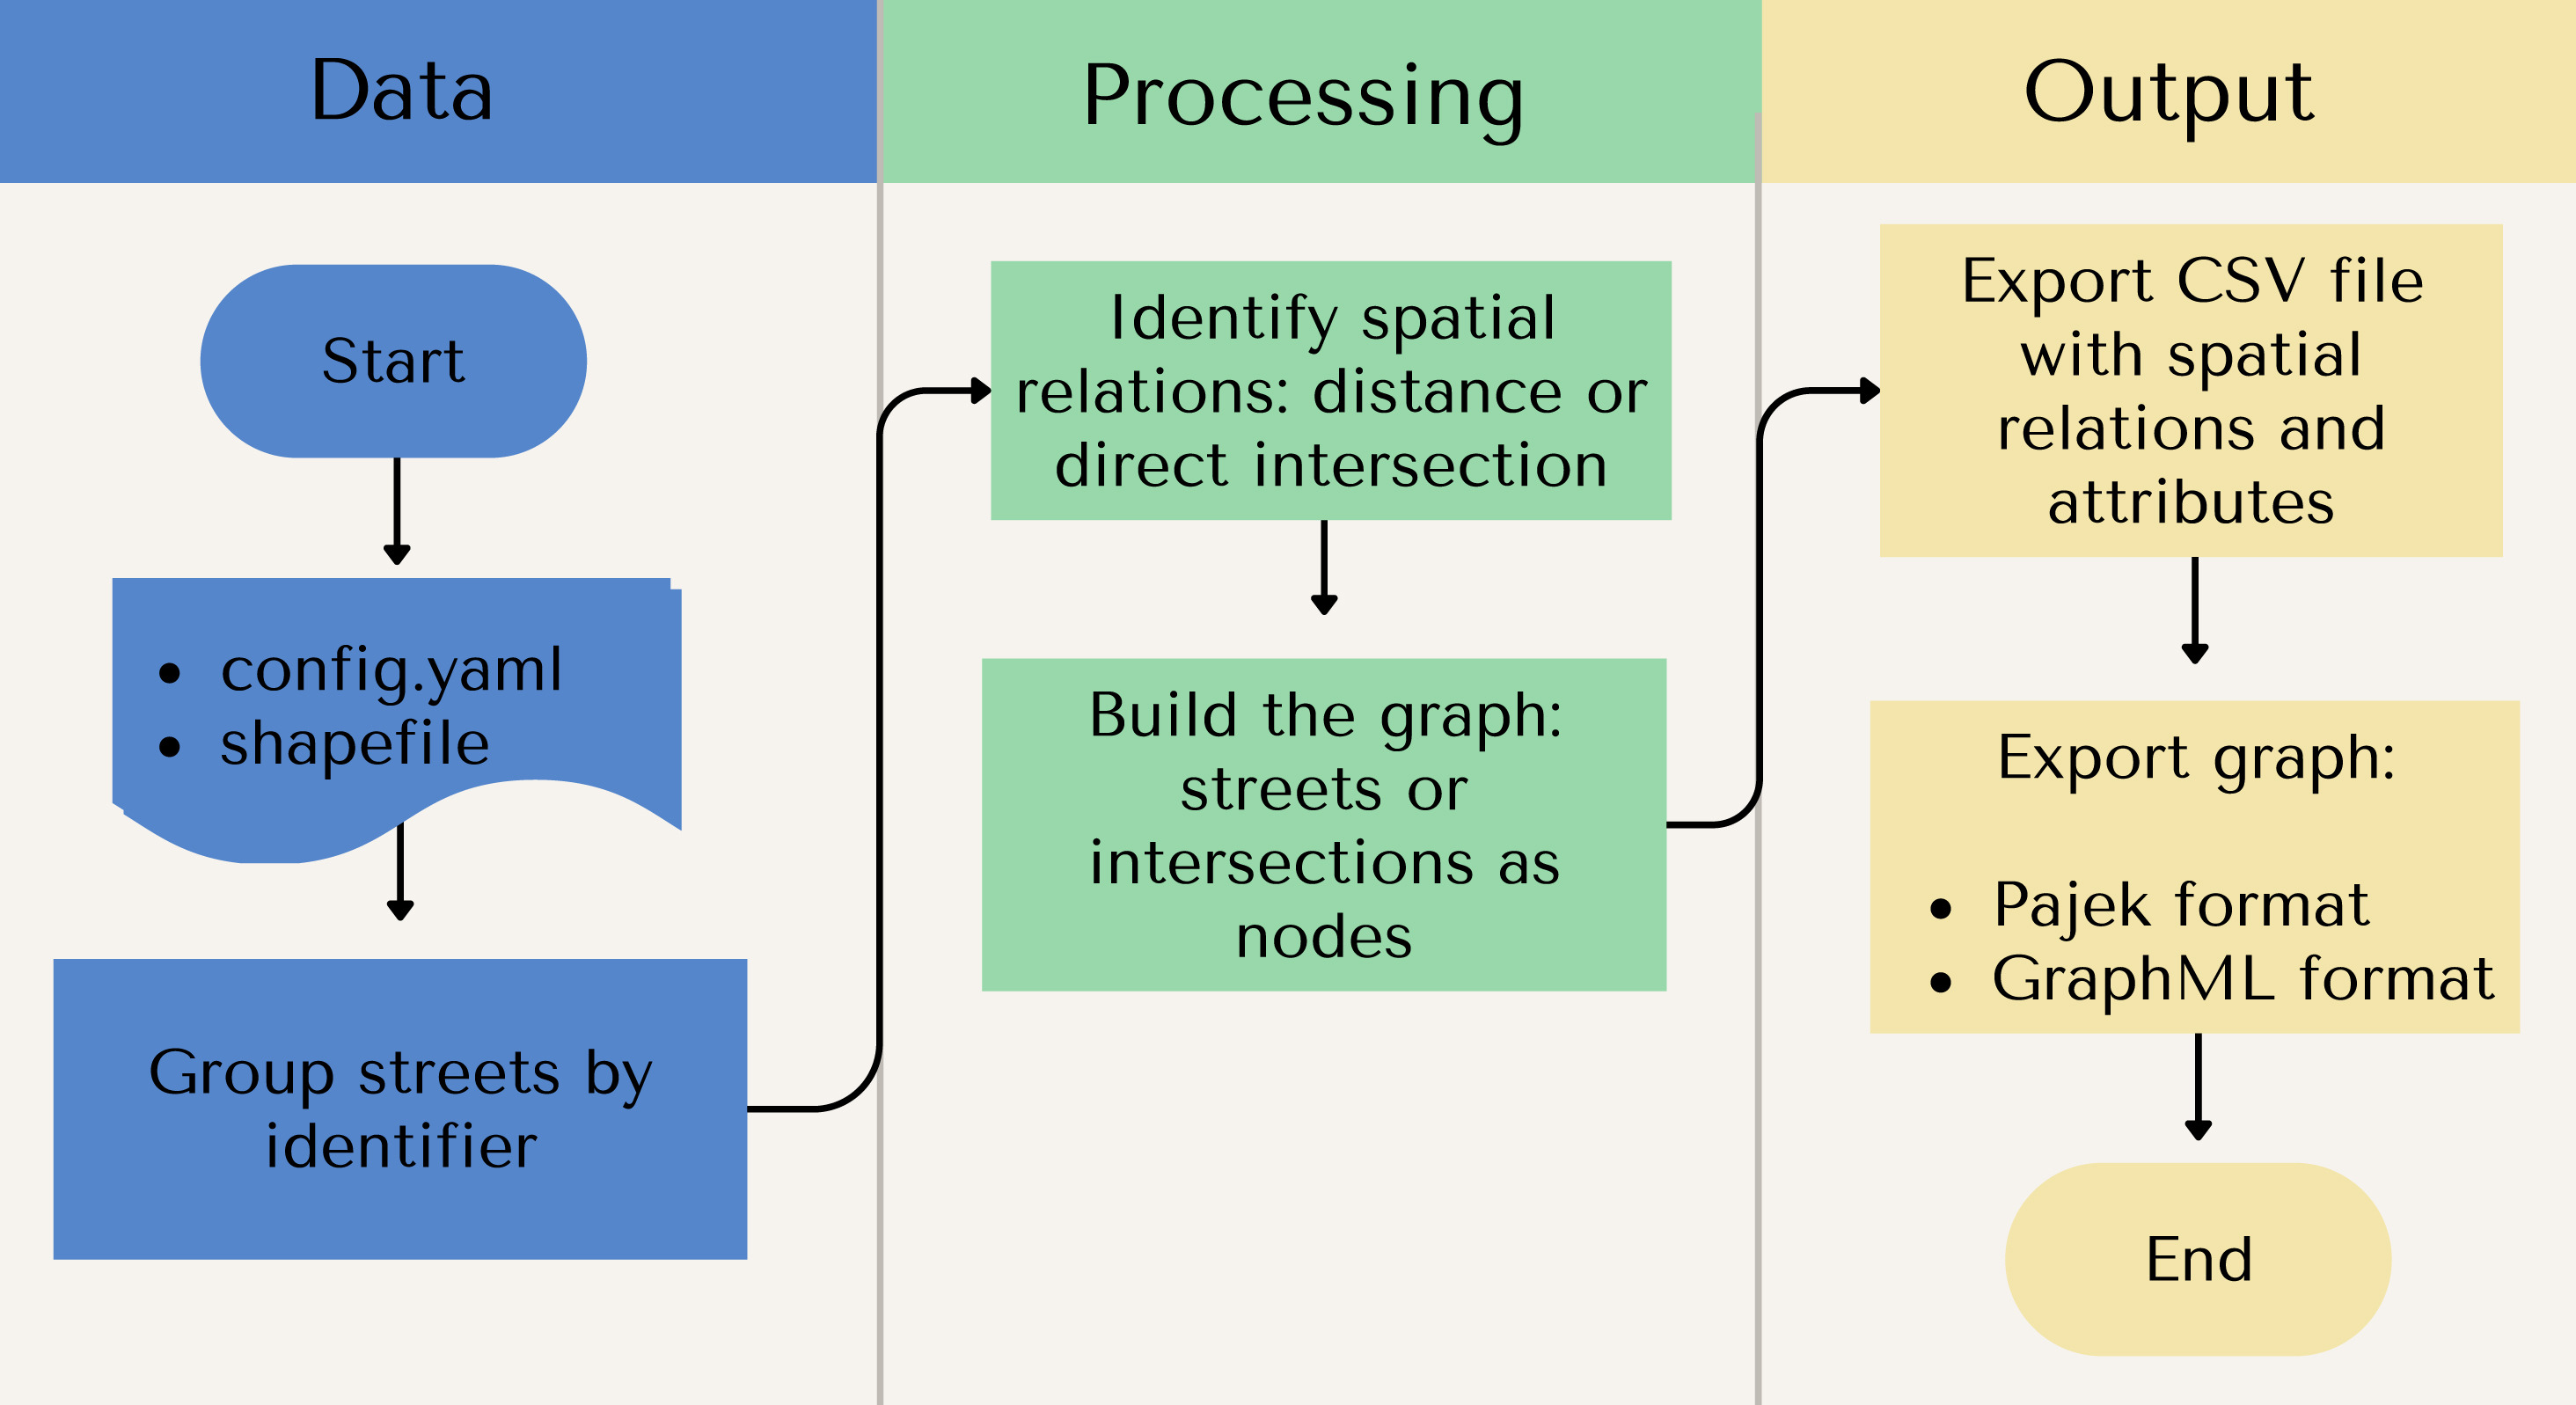 Data
Processing
Output
Start
• config.yaml
• shapefile
Group streets by
identifier
Identify spatial
relations: distance or
direct intersection
Build the graph:
streets or
intersections as
nodes
Export CSV file
with spatial
relations and
attributes
Export graph:
• Pajek format
• GraphML format
End